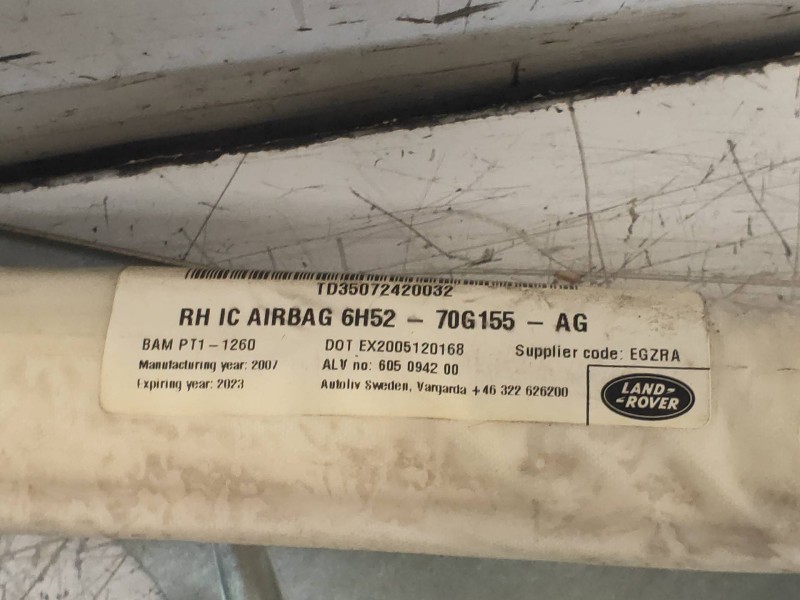 TD35072420032
RH IC AIRBAG 6H52 - 70G155 - AG
BAM PT1-1260 DOT EX2005120168 Supplier code: EGZRA
Manufacturing year: 2007 ALV no: 605 0942 00
Expiring year: 2023 Autoliv Sweden, Vargarda +46 322 626200
LAND-
-ROVER